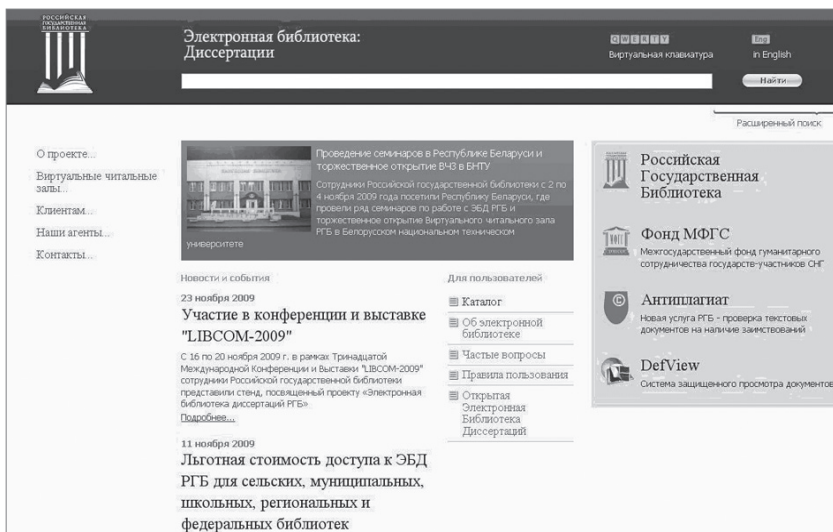 РОССИЙСКАЯ
ГОСУДАРСТВЕННАЯ
БИБЛИОТЕКА
Электронная библиотека:
Диссертации
QWERTY
Виртуальная клавиатура
Eng
in English
Найти
Расширенный поиск
О проекте...
Виртуальные читальные
залы...
Клиентам...
Наши агенты...
Контакты...
Проведение семинаров в Республике Беларуси и
торжественное открытие ВЧЗ в БНТУ
Сотрудники Российской государственной библиотеки с 2 по
4 ноября 2009 года посетили Республику Беларусь, где
провели ряд семинаров по работе с ЭБД РГБ и
торжественное открытие Виртуального читального зала
РГБ в Белорусском национальном техническом
университете
Новости и события
23 ноября 2009
Участие в конференции и выставке
"LIBCOM-2009"
С 16 по 20 ноября 2009 г. в рамках Тринадцатой
Международной Конференции и Выставки "LIBCOM-2009"
сотрудники Российской государственной библиотеки
представили стенд, посвященный проекту «Электронная
библиотека диссертаций РГБ»
Подробнее...
11 ноября 2009
Льготная стоимость доступа к ЭБД
РГБ для сельских, муниципальных,
школьных, региональных и
федеральных библиотек
Для пользователей
Каталог
Об электронной
библиотеке
Частые вопросы
Правила пользования
Открытая
Электронная
Библиотека
Диссертаций
Российская
Государственная
Библиотека
Фонд МФГС
Межгосударственный фонд гуманитарного
сотрудничества государств-участников СНГ
Антиплагиат
Новая услуга РГБ - проверка текстовых
документов на наличие заимствований
DefView
Система защищенного просмотра документов